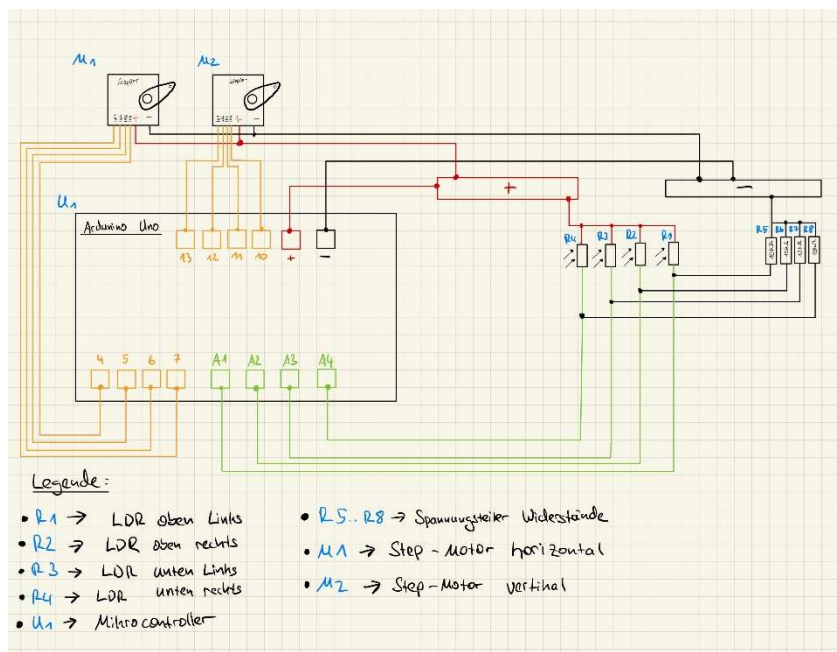 M1
M2
+ -
+ -
U1
Arduino Uno
13 12 11 10 + -
+
-
R4 R3 R2 R1
R5 R6 R7 R8
4 5 6 7 A1 A2 A3 A4
Legende:
• R1 → LDR oben Links
• R2 → LDR oben rechts
• R3 → LDR unten Links
• R4 → LDR unten rechts
• U1 → Mikrocontroller
• R5..R8 → Spannungsteiler Widerstände
• M1 → Step-Motor horizontal
• M2 → Step-Motor vertikal